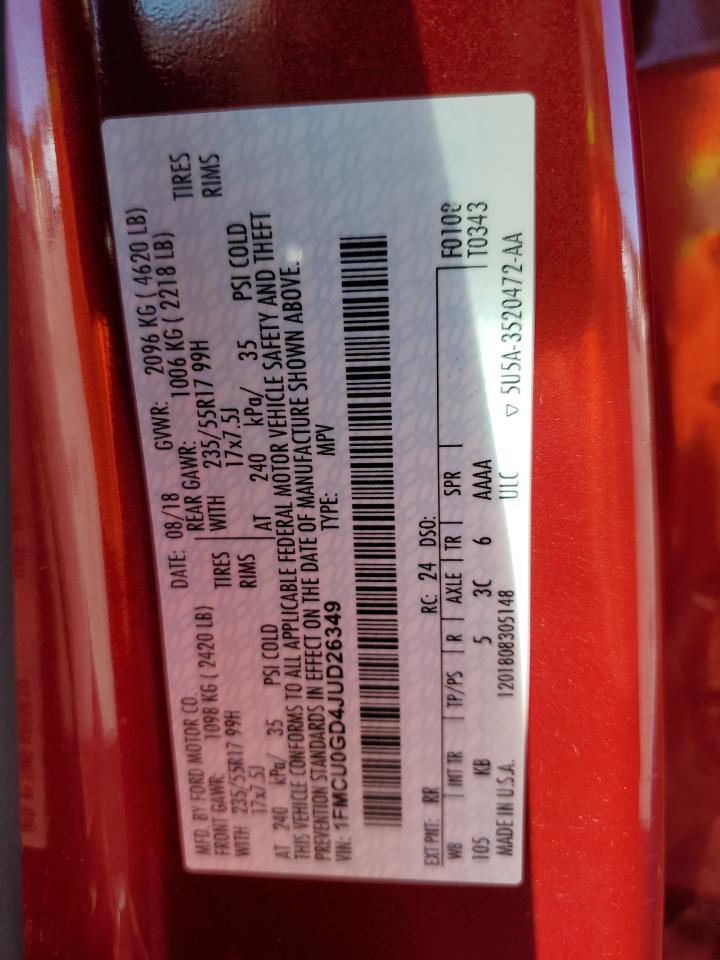 MFD. BY FORD MOTOR CO.
DATE: 08/18 GVWR: 2096 KG ( 4620 LB)
FRONT GAWR: 1098 KG ( 2420 LB)
REAR GAWR: 1006 KG ( 2218 LB)
WITH 235/55R17 99H TIRES
WITH 235/55R17 99H TIRES
17x7.5J RIMS
17x7.5J RIMS
AT 240 kPa/ 35 PSI COLD
AT 240 kPa/ 35 PSI COLD
THIS VEHICLE CONFORMS TO ALL APPLICABLE FEDERAL MOTOR VEHICLE SAFETY AND THEFT
PREVENTION STANDARDS IN EFFECT ON THE DATE OF MANUFACTURE SHOWN ABOVE.
VIN: 1FMCU0GD4JUD26349 TYPE: MPV
EXT PNT: RR RC: 24 DSO:
WB INT TR TP/PS R AXLE TR SPR F0108
105 KB 5 3C 6 AAAA T0343
MADE IN U.S.A. 1201808305148 ULC ▽ 5U5A-3520472-AA